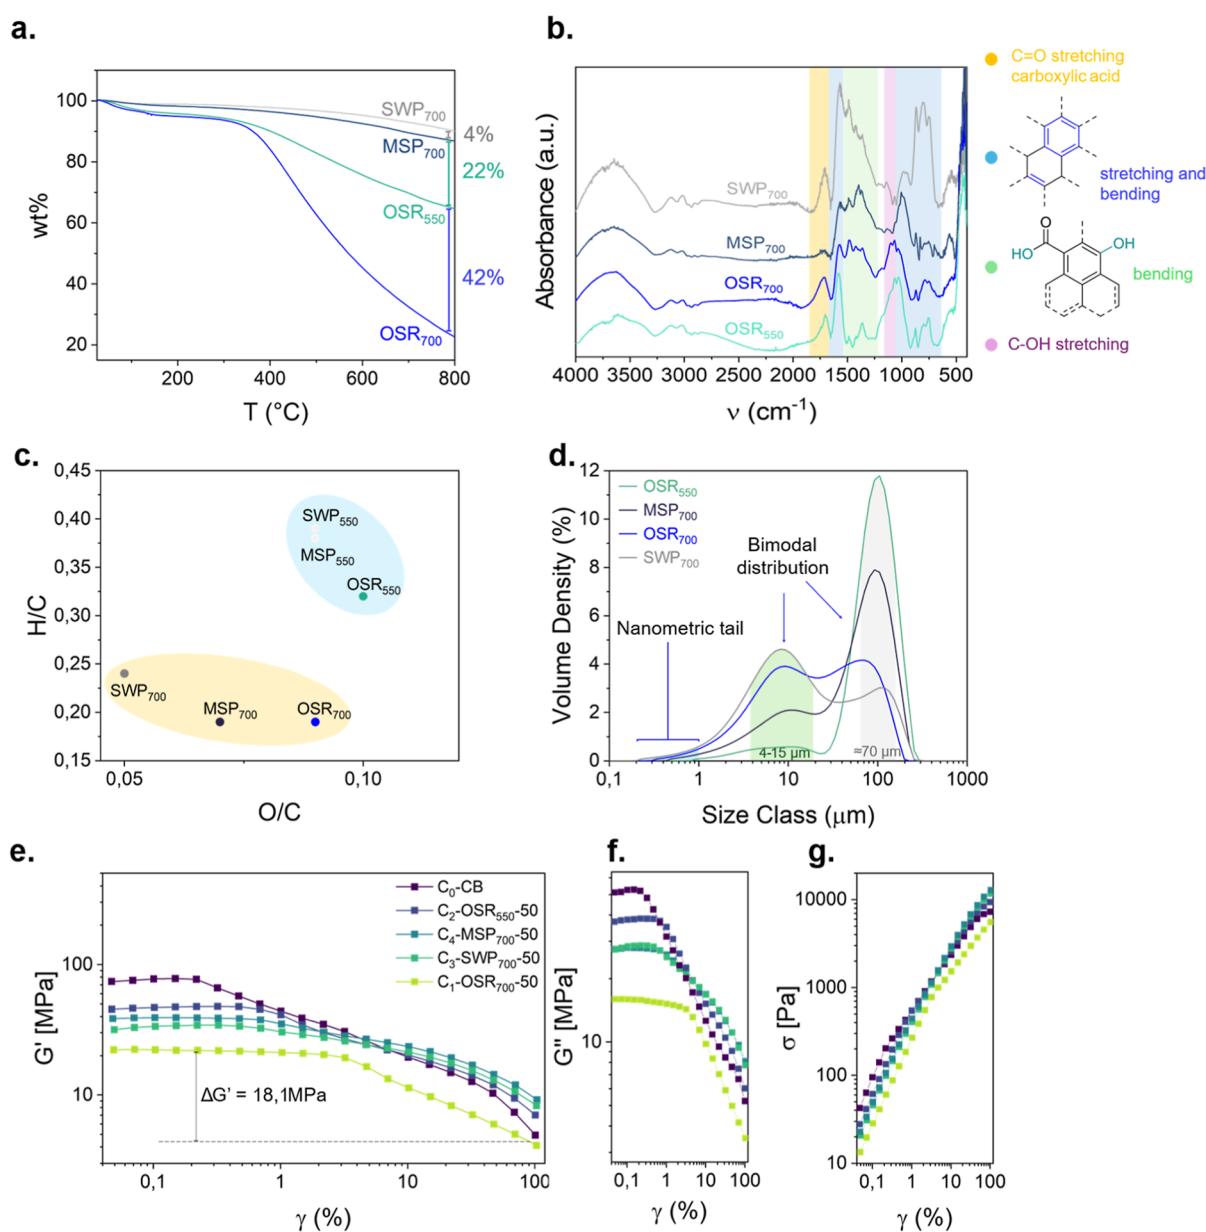 a.
100
80
60
40
20
wt%
200
400
600
800
T (°C)
SWP700
MSP700
OSR550
OSR700
4%
22%
42%
b.
Absorbance (a.u.)
SWP700
MSP700
OSR700
OSR550
4000
3500
3000
2500
2000
1500
1000
500
ν (cm-1)
C=O stretching
carboxylic acid
stretching and
bending
O
HO
OH
bending
C-OH stretching
c.
0,45
0,40
0,35
0,30
0,25
0,20
0,15
H/C
SWP550
MSP550
OSR550
SWP700
MSP700
OSR700
0,05
0,10
O/C
d.
12
10
8
6
4
2
0
Volume Density (%)
OSR550
MSP700
OSR700
SWP700
Bimodal
distribution
Nanometric tail
4-15 µm
≈70 µm
0,1
1
10
100
1000
Size Class (µm)
e.
100
10
G' [MPa]
C0-CB
C2-OSR550-50
C4-MSP700-50
C3-SWP700-50
C1-OSR700-50
ΔG' = 18,1MPa
0,1
1
10
100
γ (%)
f.
G'' [MPa]
10
0,1
1
10
100
γ (%)
g.
σ [Pa]
10000
1000
100
10
0,1
1
10
100
γ (%)